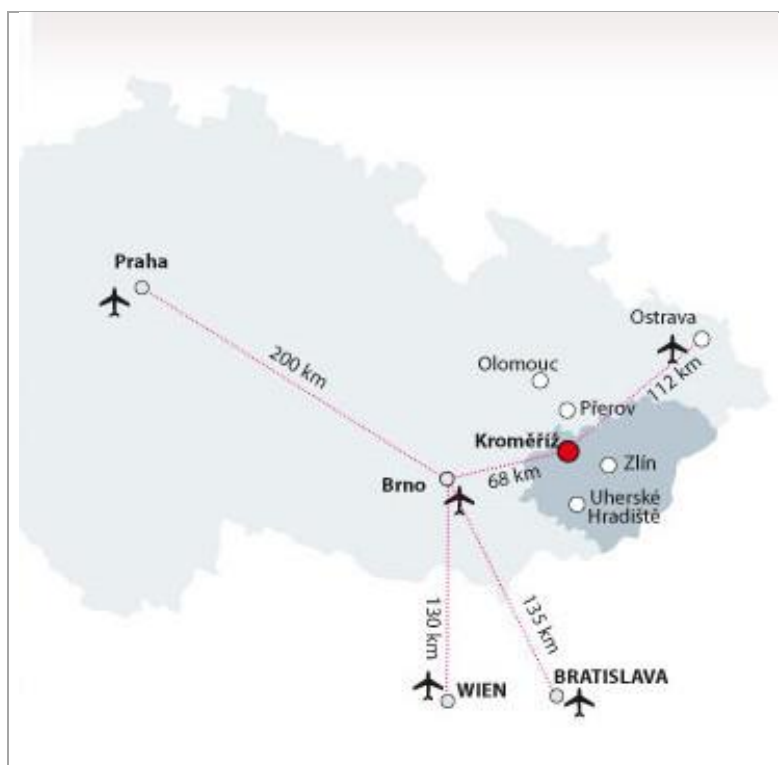 Praha
200 km
Ostrava
112 km
Olomouc
Přerov
Kroměříž
68 km
Zlín
Brno
Uherské
Hradiště
130 km
135 km
WIEN
BRATISLAVA